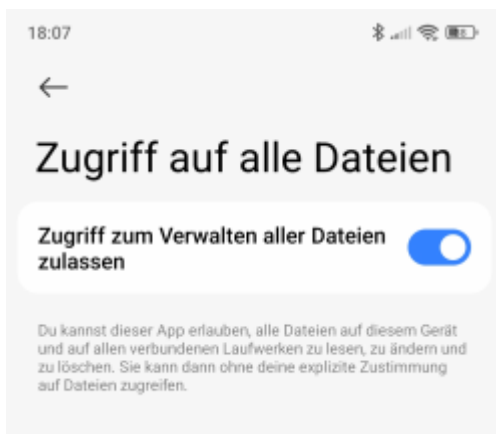 18:07
Zugriff auf alle Dateien
Zugriff zum Verwalten aller Dateien
zulassen
Du kannst dieser App erlauben, alle Dateien auf diesem Gerät
und auf allen verbundenen Laufwerken zu lesen, zu ändern und
zu löschen. Sie kann dann ohne deine explizite Zustimmung
auf Dateien zugreifen.